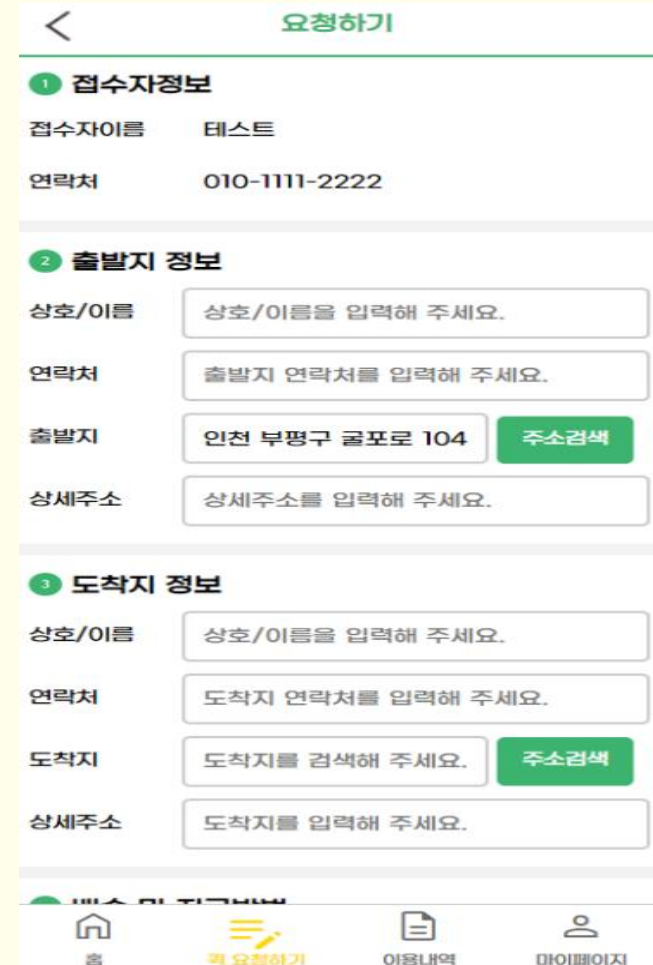 요청하기
1 접수자정보
접수자이름 테스트
연락처 010-1111-2222
2 출발지 정보
상호/이름 상호/이름을 입력해 주세요.
연락처 출발지 연락처를 입력해 주세요.
출발지 인천 부평구 굴포로 104 주소검색
상세주소 상세주소를 입력해 주세요.
3 도착지 정보
상호/이름 상호/이름을 입력해 주세요.
연락처 도착지 연락처를 입력해 주세요.
도착지 도착지를 검색해 주세요. 주소검색
상세주소 도착지를 입력해 주세요.
홈 퀵 요청하기 이용내역 마이페이지